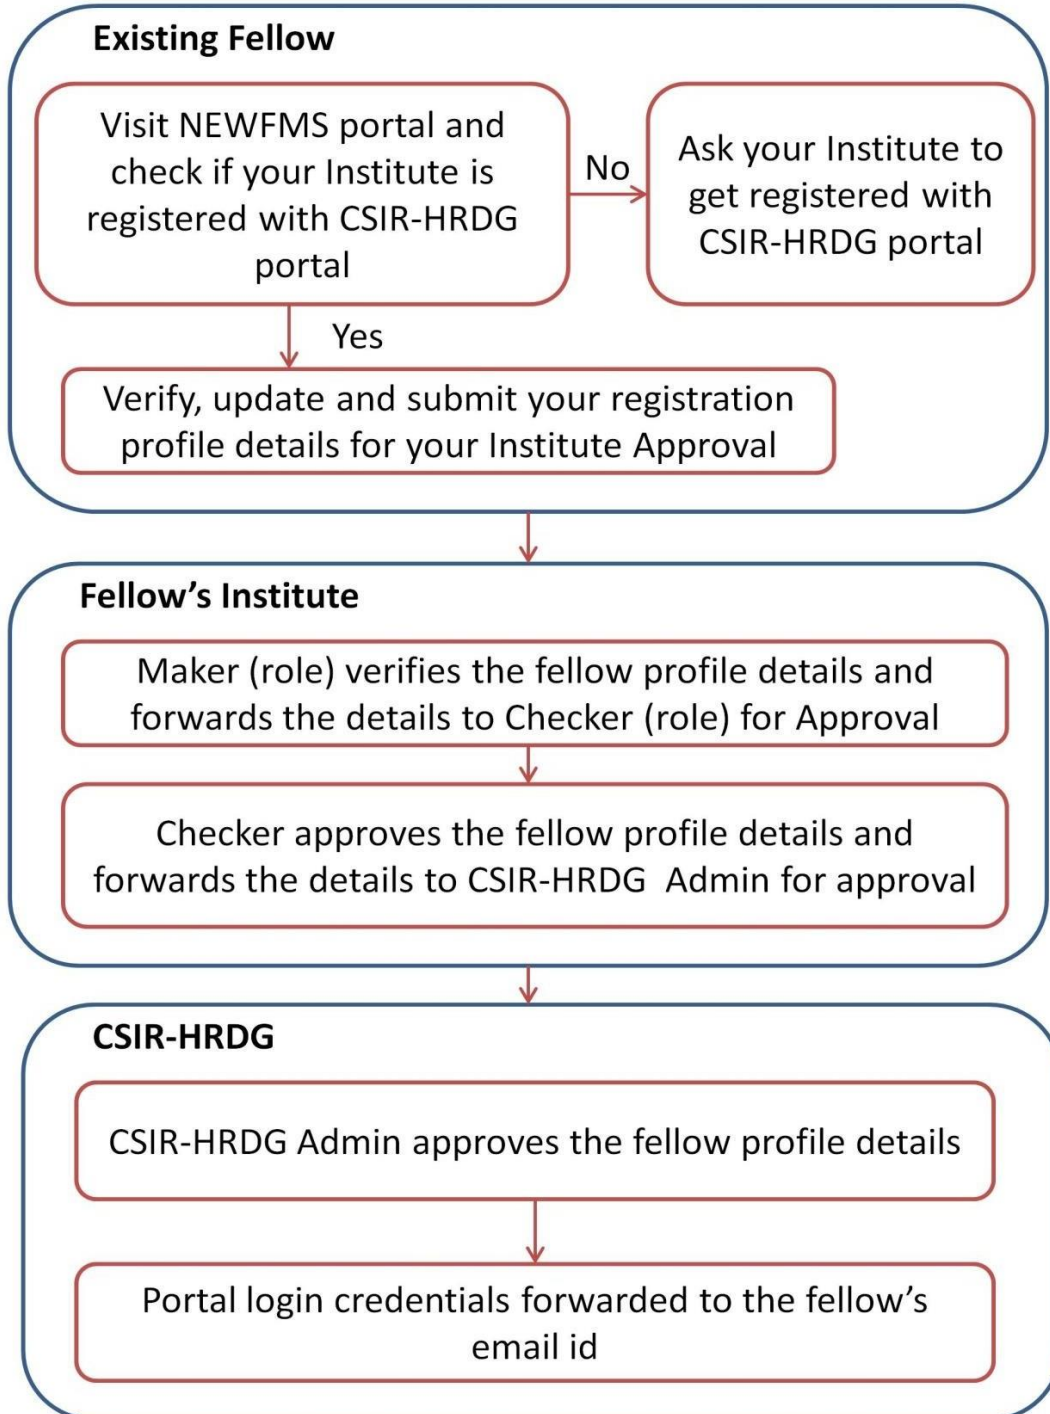 Existing Fellow
Visit NEWFMS portal and
check if your Institute is
registered with CSIR-HRDG
portal
No
Ask your Institute to
get registered with
CSIR-HRDG portal
Yes
Verify, update and submit your registration
profile details for your Institute Approval
Fellow’s Institute
Maker (role) verifies the fellow profile details and
forwards the details to Checker (role) for Approval
Checker approves the fellow profile details and
forwards the details to CSIR-HRDG  Admin for approval
CSIR-HRDG
CSIR-HRDG Admin approves the fellow profile details
Portal login credentials forwarded to the fellow’s
email id